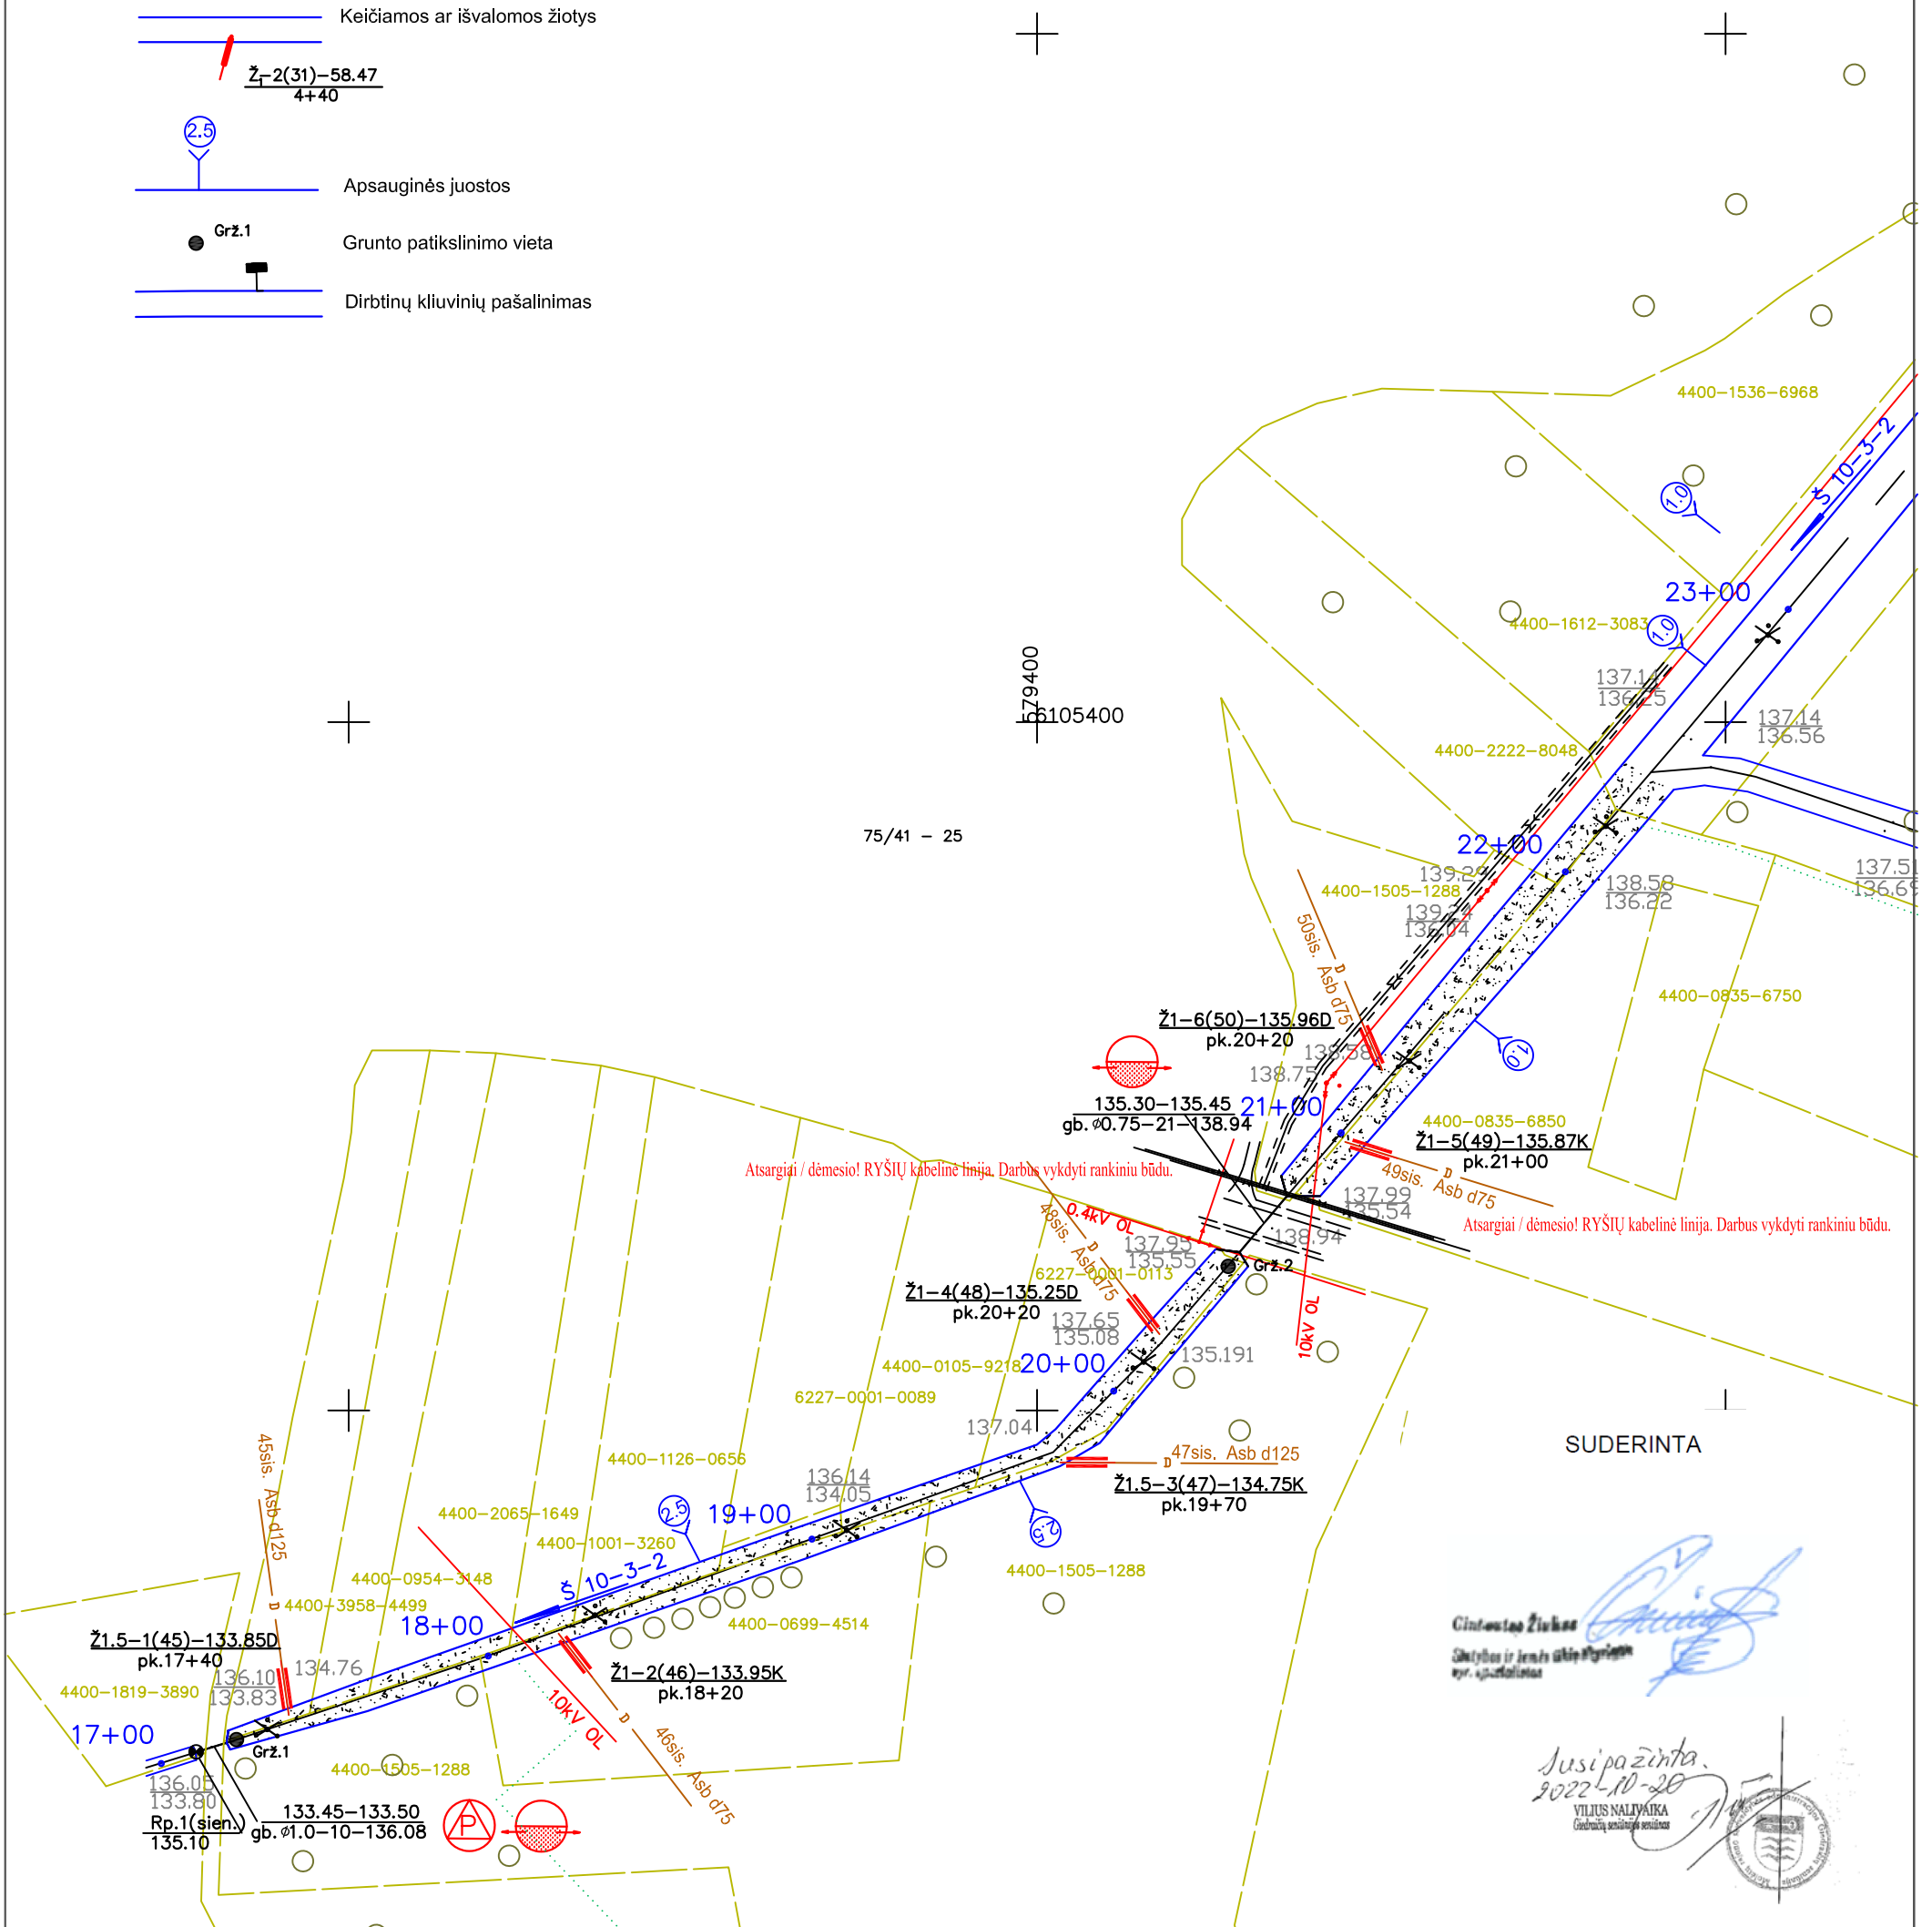 Keičiamos ar išvalomos žiotys
Ž1-2(31)-58.47
4+40
2.5
Apsauginės juostos
Grž.1
Grunto patikslinimo vieta
Dirbtinų kliuvinių pašalinimas
4400-1536-6968
Š 10-3-2
1.0
23+00
4400-1612-3083
1.0
579400
6105400
137.14
136.25
137.14
136.56
4400-2222-8048
75/41 - 25
22+00
139.29
4400-1505-1288
139.24
136.04
138.58
136.22
137.51
136.69
50sis. Asb d75
D
4400-0835-6750
Ž1-6(50)-135.96D
pk.20+20
138.58
138.75
1.0
135.30-135.45
gb.⌀0.75-21-138.94
21+00
4400-0835-6850
Ž1-5(49)-135.87K
pk.21+00
Atsargiai / dėmesio! RYŠIŲ kabelinė linija. Darbus vykdyti rankiniu būdu.
D
49sis. Asb d75
137.99
135.54
Atsargiai / dėmesio! RYŠIŲ kabelinė linija. Darbus vykdyti rankiniu būdu.
0.4kV OL
48sis. Asb d75
D
137.95
135.55
138.94
Grž.2
6227-0001-0113
Ž1-4(48)-135.25D
pk.20+20
137.65
135.08
10kV OL
135.191
20+00
4400-0105-9218
6227-0001-0089
137.04
SUDERINTA
45sis. Asb d125
D
4400-1126-0656
136.14
134.05
D
47sis. Asb d125
Ž1.5-3(47)-134.75K
pk.19+70
4400-2065-1649
2.5
19+00
2.5
4400-1001-3260
4400-0954-3148
Š 10-3-2
4400-1505-1288
4400-3958-4499
18+00
4400-0699-4514
Ž1.5-1(45)-133.85D
pk.17+40
136.10
133.83
134.76
Ž1-2(46)-133.95K
pk.18+20
4400-1819-3890
10kV OL
D
46sis. Asb d75
17+00
Grž.1
4400-1505-1288
136.05
133.80
Rp.1(sien.)
135.10
133.45-133.50
gb.⌀1.0-10-136.08
P
Žiukas
Susipažinta.
2022-10-20
VILIUS NALIVAIKA
Giedraičių seniūnijos seniūnas